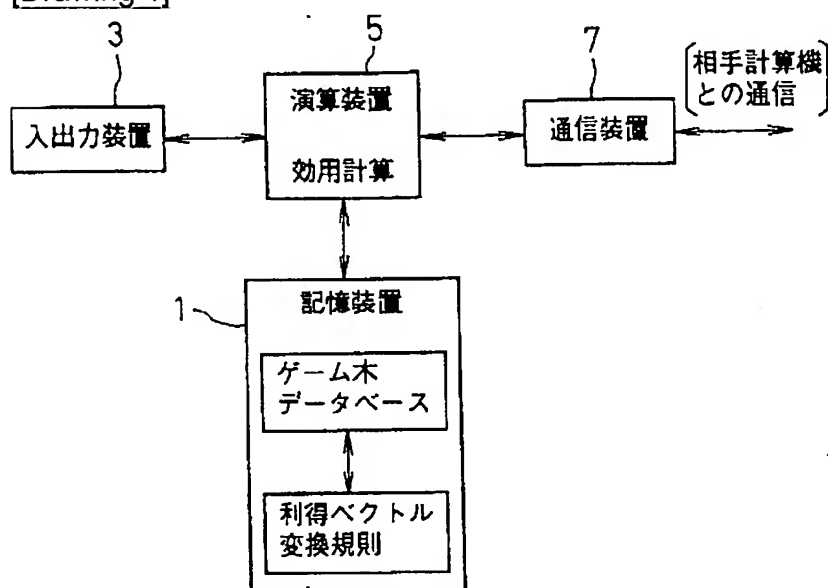 3
5
7
入出力装置
演算装置
効用計算
通信装置
相手計算機
との通信
1
記憶装置
ゲーム木
データベース
利得ベクトル
変換規則